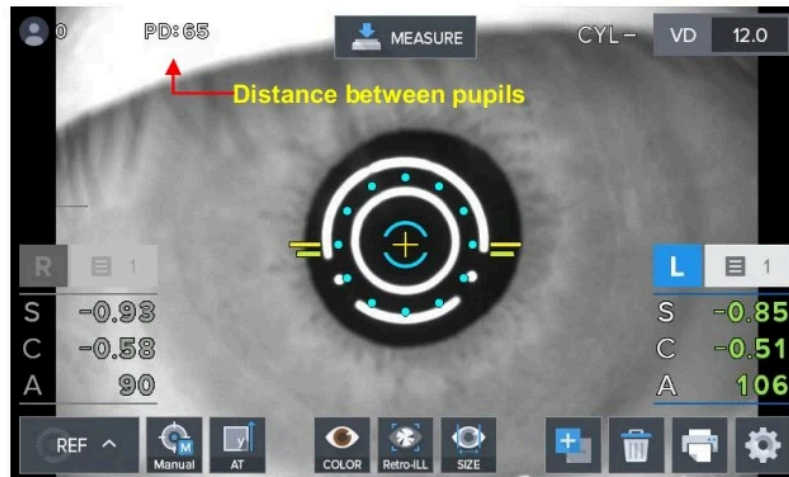 0 PD:65 MEASURE CYL- VD 12.0
Distance between pupils
R 1 L 1
S -0.93 S -0.85
C -0.58 C -0.51
A 90 A 106
REF M Manual y AT COLOR Retro-ILL SIZE